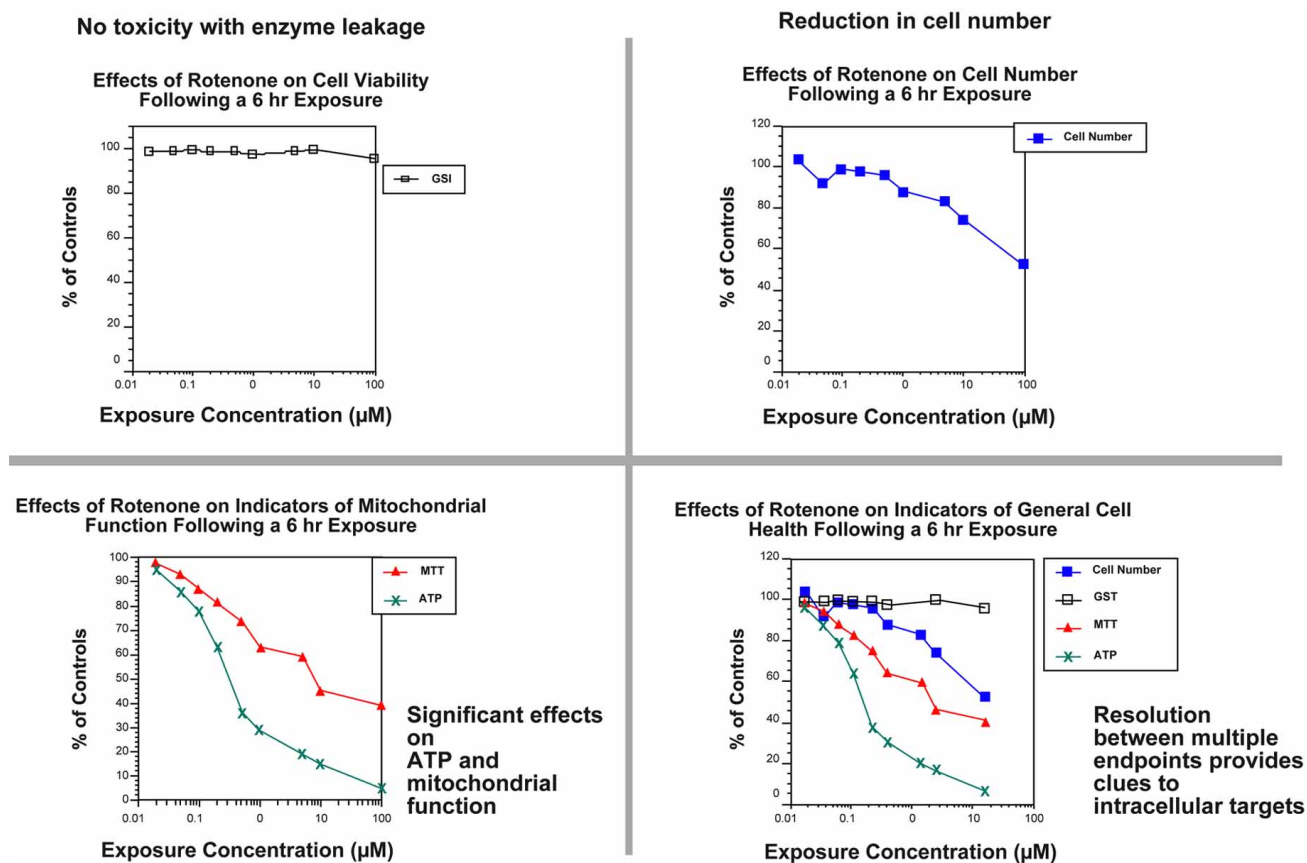 No toxicity with enzyme leakage
Effects of Rotenone on Cell Viability
Following a 6 hr Exposure
100
80
60
40
20
0
0.01
0.1
0
10
100
% of Controls
Exposure Concentration (µM)
GSI
Reduction in cell number
Effects of Rotenone on Cell Number
Following a 6 hr Exposure
120
100
80
60
40
20
0
0.01
0.1
0
10
100
% of Controls
Exposure Concentration (µM)
Cell Number
Effects of Rotenone on Indicators of Mitochondrial
Function Following a 6 hr Exposure
100
90
80
70
60
50
40
30
20
10
0
0.01
0.1
0
10
100
% of Controls
Exposure Concentration (µM)
MTT
ATP
Significant effects
on
ATP and
mitochondrial
function
Effects of Rotenone on Indicators of General Cell
Health Following a 6 hr Exposure
120
100
80
60
40
20
0
0.01
0.1
0
10
100
% of Controls
Exposure Concentration (µM)
Cell Number
GST
MTT
ATP
Resolution
between multiple
endpoints provides
clues to
intracellular targets